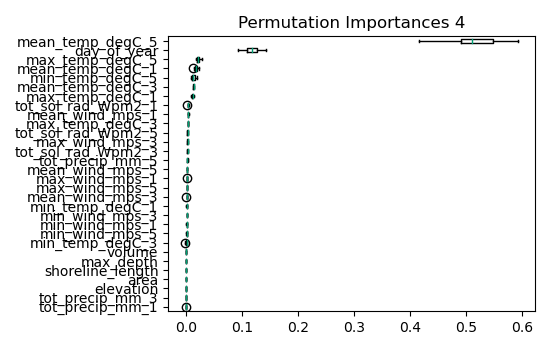 Permutation Importances 4
mean_temp_degC_5
day_of_year
max_temp_degC_5
mean_temp_degC_1
min_temp_degC_5
mean_temp_degC_3
max_temp_degC_1
tot_sol_rad_Wpm2_1
mean_wind_mps_1
max_temp_degC_3
tot_sol_rad_Wpm2_5
max_wind_mps_3
tot_sol_rad_Wpm2_3
tot_precip_mm_5
mean_wind_mps_5
max_wind_mps_1
max_wind_mps_5
mean_wind_mps_3
min_temp_degC_1
min_wind_mps_3
min_wind_mps_1
min_wind_mps_5
min_temp_degC_3
volume
max_depth
shoreline_length
area
elevation
tot_precip_mm_3
tot_precip_mm_1
0.0 0.1 0.2 0.3 0.4 0.5 0.6